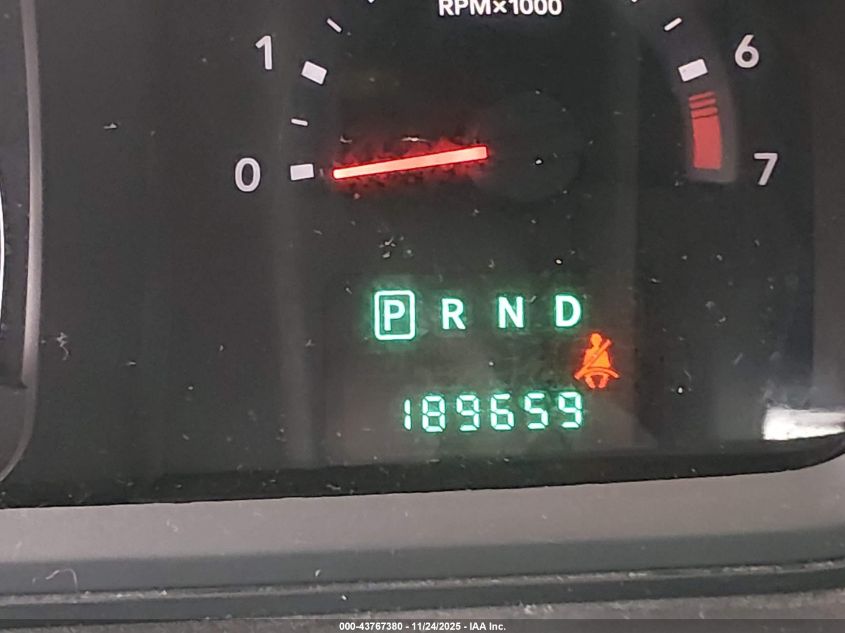 RPM×1000
1 6
0 7
P R N D
189659
000-43767380 - 11/24/2025 - IAA Inc.